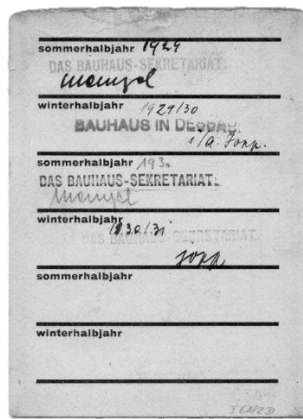 sommerhalbjahr 1929
DAS BAUHAUS-SEKRETARIAT:
winterhalbjahr 1929/30
BAUHAUS IN DESSAU
i/a.
sommerhalbjahr 193.
DAS BAUHAUS-SEKRETARIAT:
winterhalbjahr
1930/31
DAS BAUHAUS-SEKRETARIAT:
sommerhalbjahr
winterhalbjahr